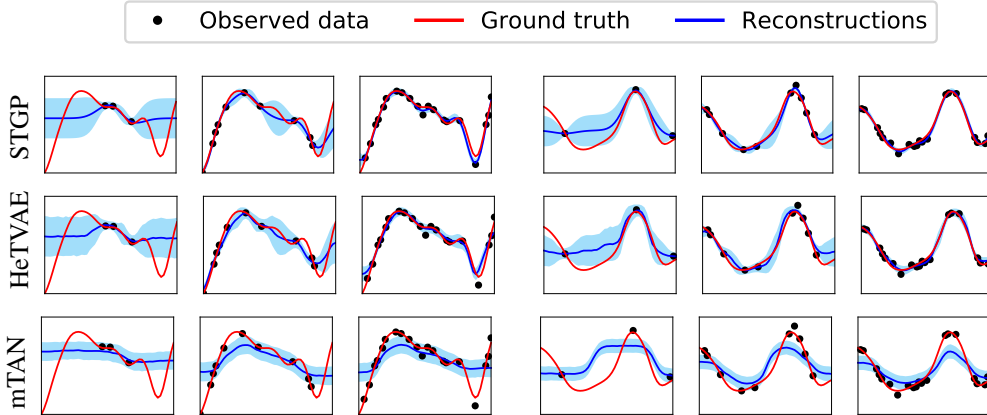 Observed data Ground truth Reconstructions
STGP
HeTVAE
mTAN